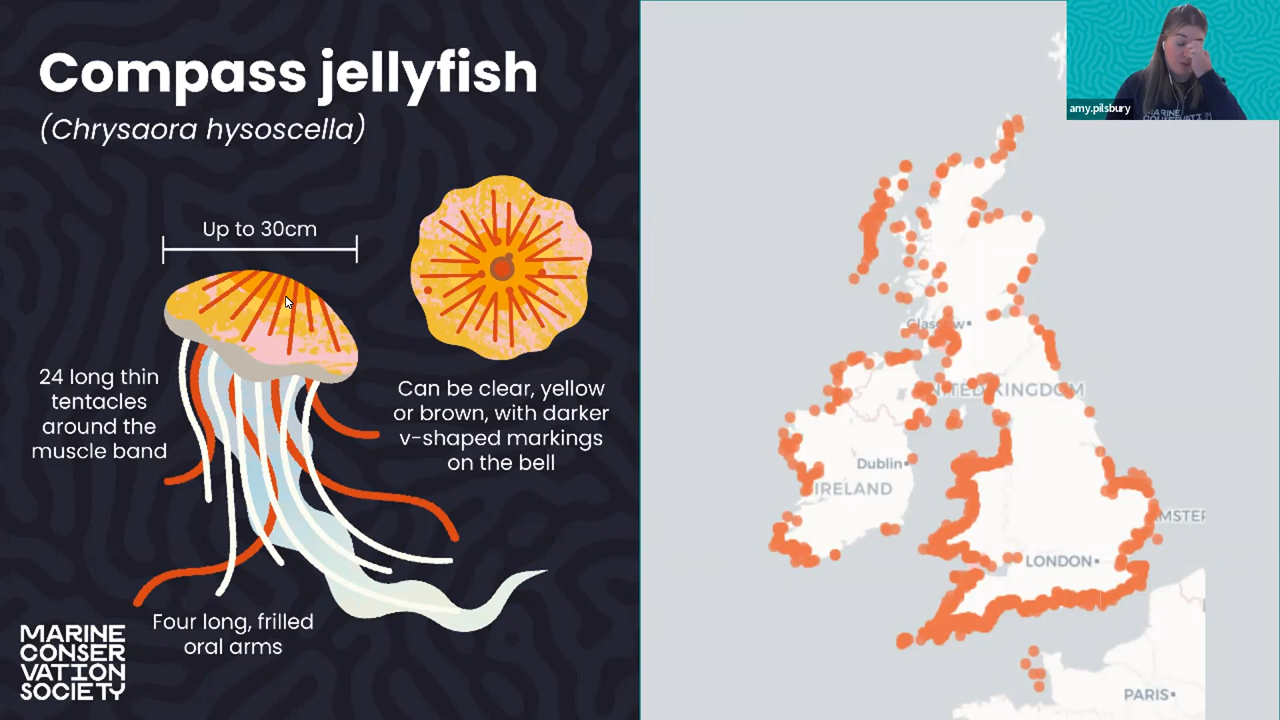 Compass jellyfish
(Chrysaora hysoscella)
Up to 30cm
24 long thin
tentacles
around the
muscle band
Can be clear, yellow
or brown, with darker
v-shaped markings
on the bell
Four long, frilled
oral arms
MARINE
CONSER
VATION
SOCIETY
amy.pilsbury
MARINE
Glasgow
UNITED KINGDOM
Dublin
IRELAND
LONDON
PARIS